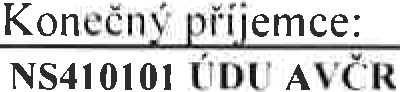 Konečný příjemce:
NS410101 ÚDU AVČR